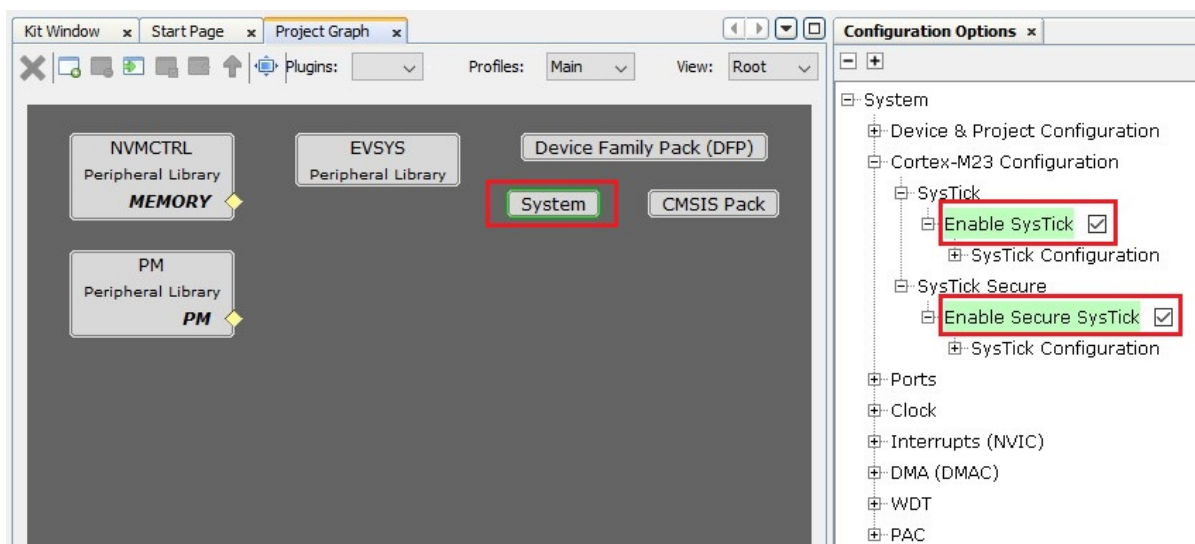 Kit Window x Start Page x Project Graph x
Plugins: Profiles: Main View: Root
NVMCTRL
Peripheral Library
MEMORY
EVSYS
Peripheral Library
Device Family Pack (DFP)
System
CMSIS Pack
PM
Peripheral Library
PM
Configuration Options x
System
Device & Project Configuration
Cortex-M23 Configuration
SysTick
Enable SysTick
SysTick Configuration
SysTick Secure
Enable Secure SysTick
SysTick Configuration
Ports
Clock
Interrupts (NVIC)
DMA (DMAC)
WDT
PAC